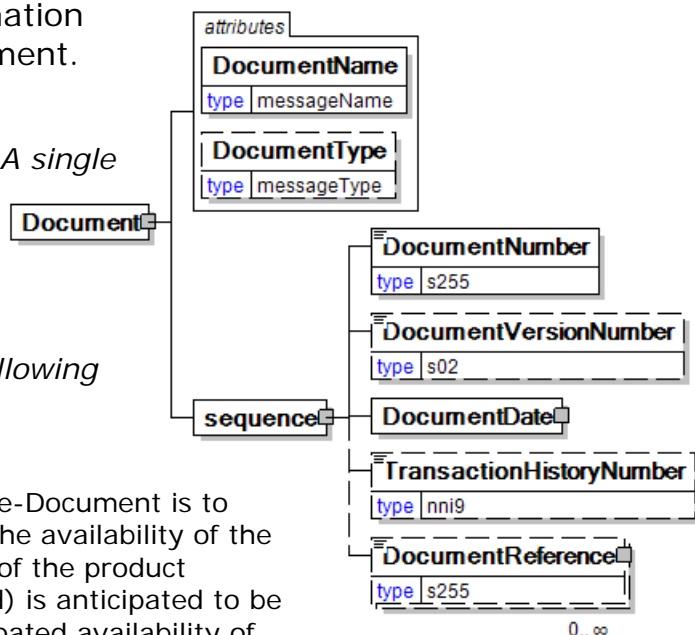 nation
ment.
A single
llowing
e-Document is to
he availability of the
of the product
) is anticipated to be
pated availability of
attributes
DocumentName
type messageName
DocumentType
type messageType
Document
DocumentNumber
type s255
DocumentVersionNumber
type s02
sequence
DocumentDate
TransactionHistoryNumber
type nni9
DocumentReference
type s255
0..∞